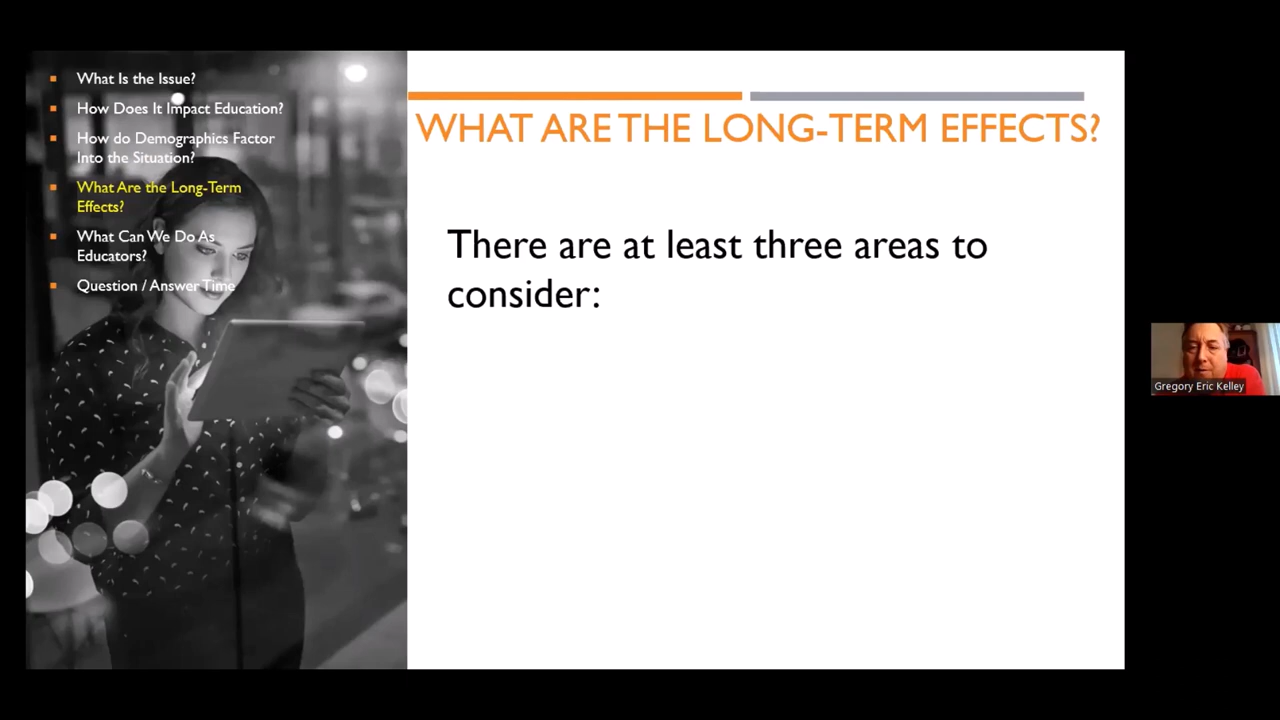 What Is the Issue?
How Does It Impact Education?
How do Demographics Factor
Into the Situation?
What Are the Long-Term
Effects?
What Can We Do As
Educators?
Question / Answer Time
WHAT ARE THE LONG-TERM EFFECTS?
There are at least three areas to
consider:
Gregory Eric Kelley